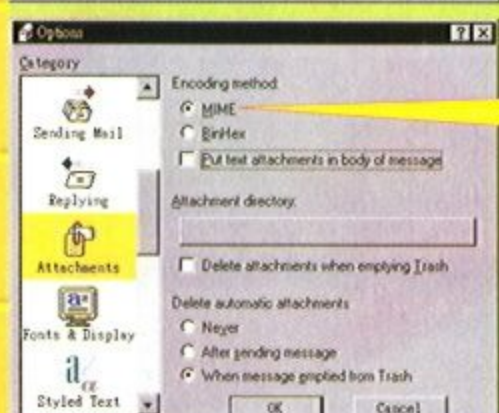 Options
Category
Sending Mail
Replying
Attachments
Fonts & Display
Styled Text
Encoding method:
MIME
BinHex
Put text attachments in body of message
Attachment directory:
Delete attachments when emptying Trash
Delete automatic attachments
Never
After sending message
When message emptied from Trash
OK
Cancel